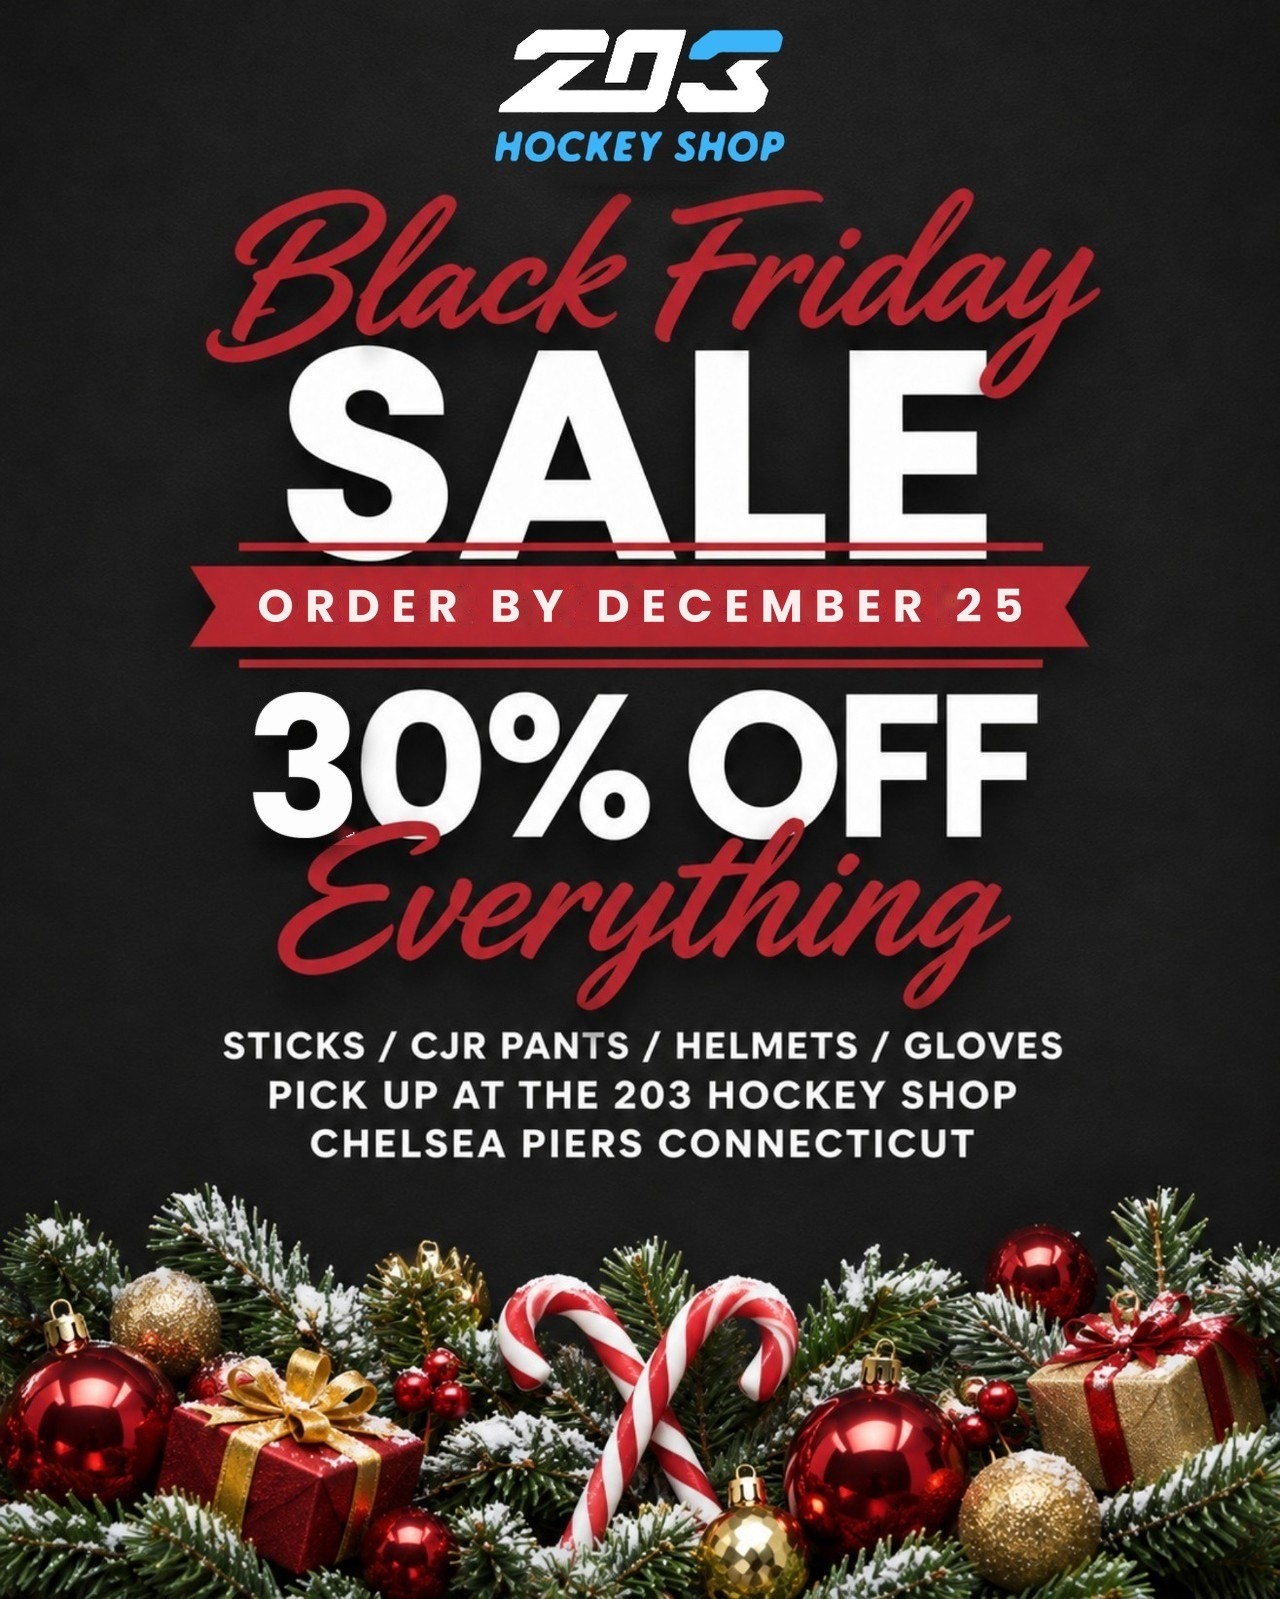 203
HOCKEY SHOP
Black Friday
SALE
ORDER BY DECEMBER 25
30% OFF
Everything
STICKS / CJR PANTS / HELMETS / GLOVES
PICK UP AT THE 203 HOCKEY SHOP
CHELSEA PIERS CONNECTICUT